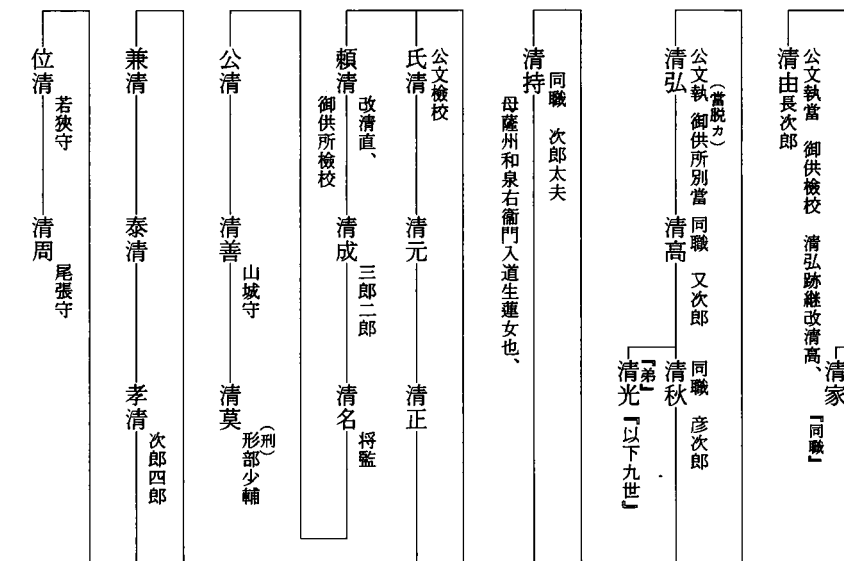 清由
公文執當　御供檢校　清弘跡継改清高、
長次郎
清家
『同職』
清弘
公文執
(當脱カ)
御供所別當
清高
同職　又次郎
清秋
同職　彦次郎
清光
『弟』
『以下九世』
清持
同職　次郎太夫
母薩州和泉右衞門入道生蓮女也、
氏清
公文檢校
清元
清正
頼清
改清直、
御供所檢校
清成
三郎二郎
清名
将監
公清
清善
山城守
清莫
(刑)
形部少輔
兼清
泰清
孝清
次郎四郎
位清
若狹守
清周
尾張守